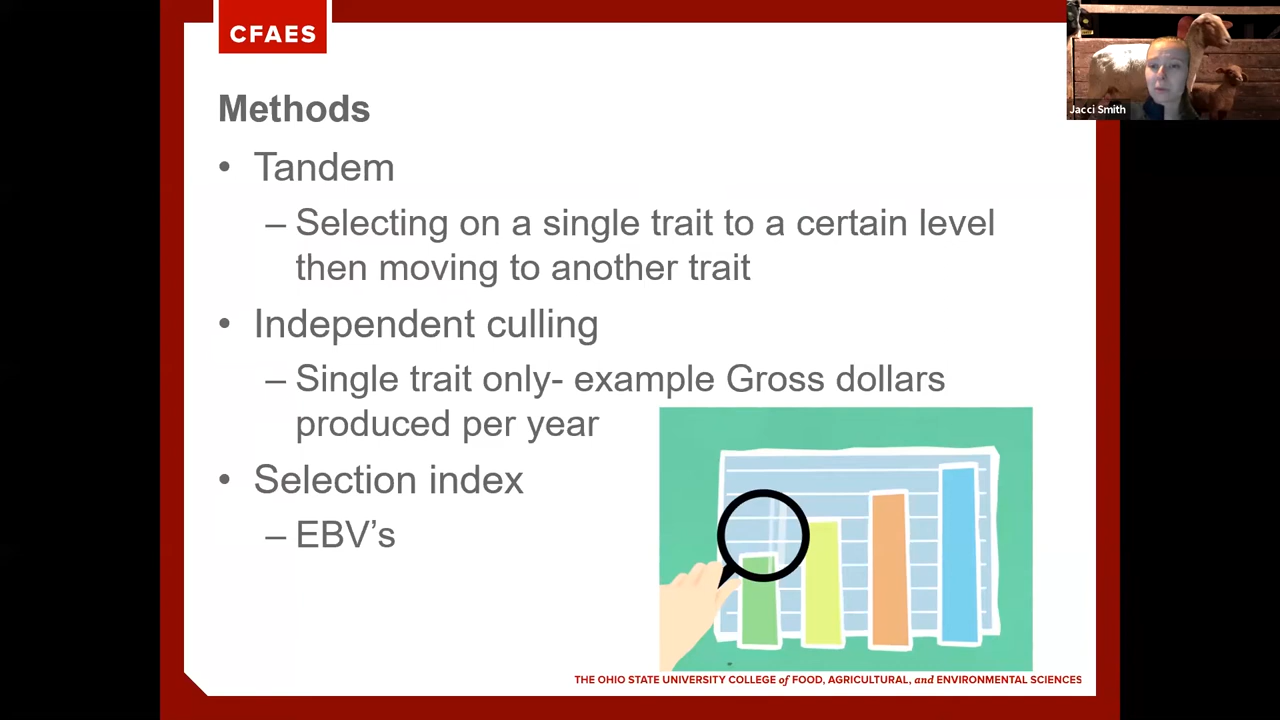 CFAES
Jacci Smith
Methods
• Tandem
– Selecting on a single trait to a certain level
then moving to another trait
• Independent culling
– Single trait only- example Gross dollars
produced per year
• Selection index
– EBV’s
THE OHIO STATE UNIVERSITY COLLEGE of FOOD, AGRICULTURAL, and ENVIRONMENTAL SCIENCES